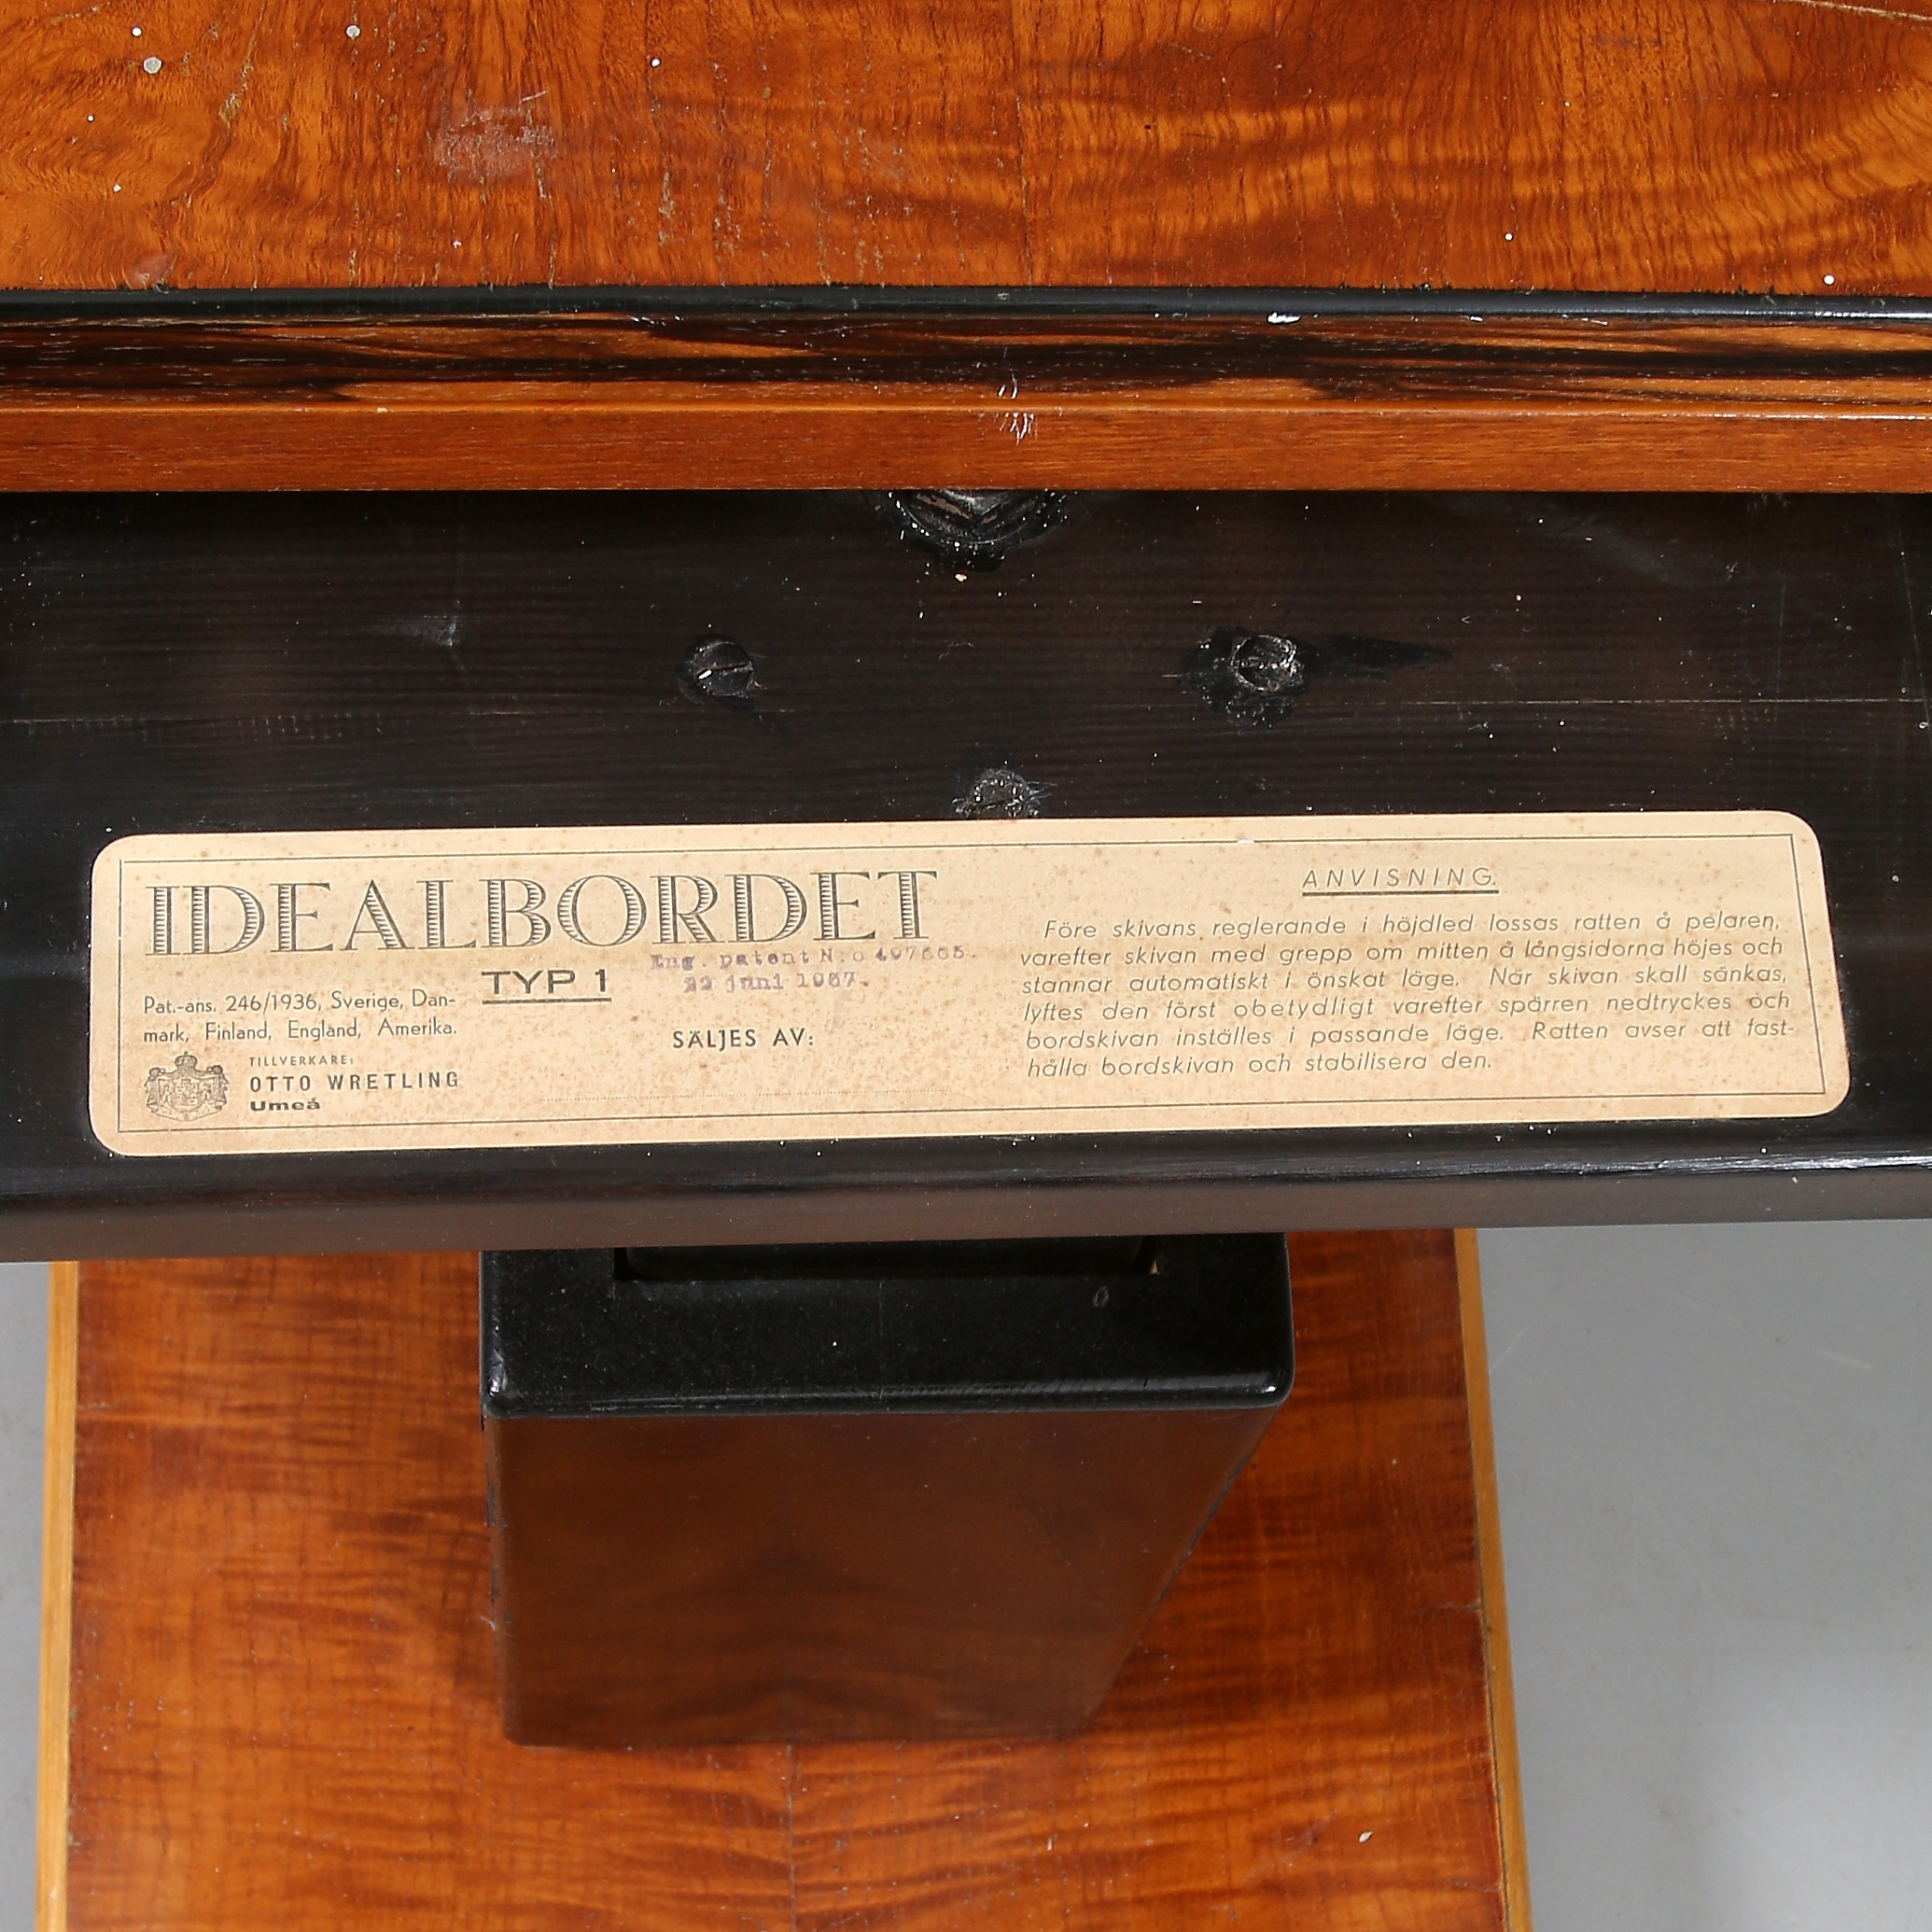 IDEALBORDET
Eng. patent N:o
TYP 1
22 juni
Pat.-ans. 246/1936, Sverige, Dan-
mark, Finland, England, Amerika.
SÄLJES AV:
TILLVERKARE:
OTTO WRETLING
Umeå
ANVISNING.
Före skivans reglerande i höjdled lossas ratten å pelaren,
varefter skivan med grepp om mitten å långsidorna höjes och
stannar automatiskt i önskat läge. När skivan skall sänkas,
lyftes den först obetydligt varefter spärren nedtryckes och
bordskivan inställes i passande läge. Ratten avser att fast-
hålla bordskivan och stabilisera den.